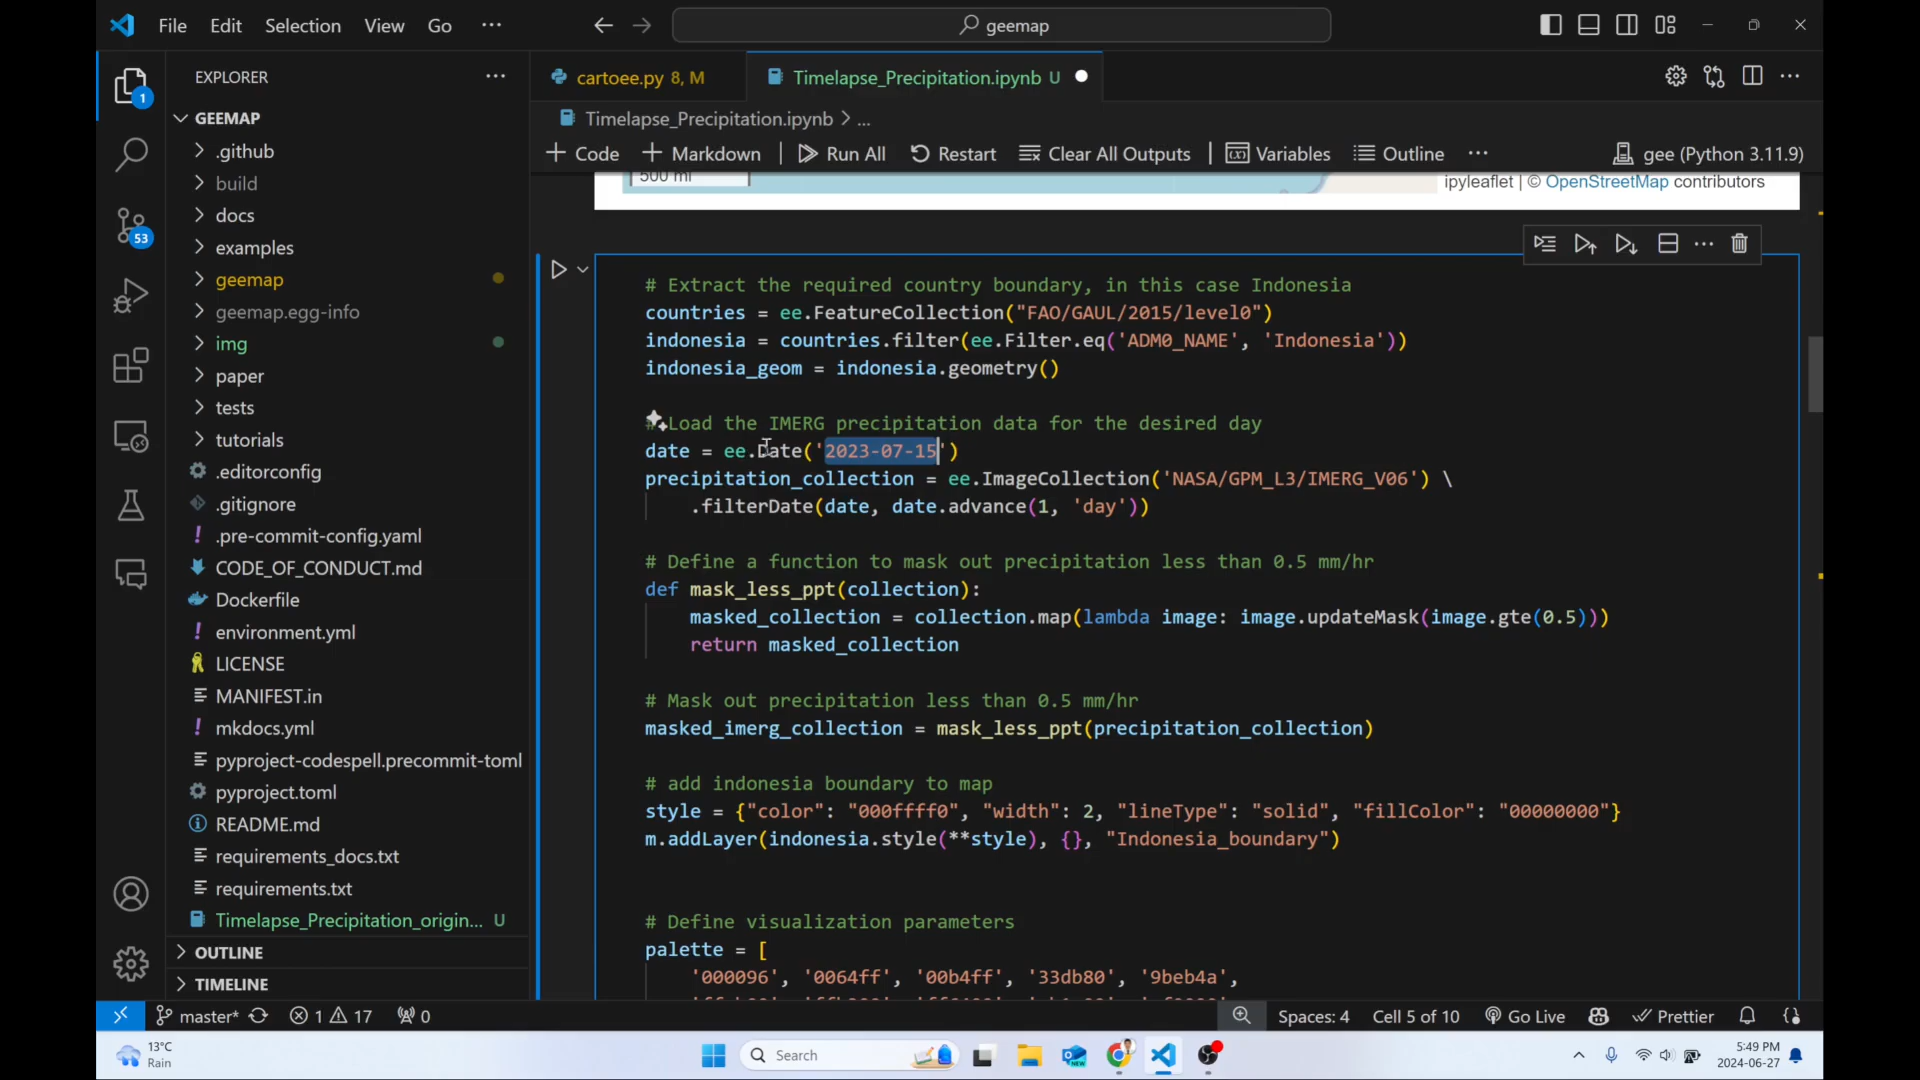 File Edit Selection View Go ···
geemap
EXPLORER
cartoee.py 8, M
Timelapse_Precipitation.ipynb U
GEEMAP
Timelapse_Precipitation.ipynb > ...
.github
Code
Markdown
Run All
Restart
Clear All Outputs
Variables
Outline
gee (Python 3.11.9)
build
docs
examples
geemap
geemap.egg-info
img
paper
tests
tutorials
.editorconfig
.gitignore
.pre-commit-config.yaml
CODE_OF_CONDUCT.md
Dockerfile
environment.yml
LICENSE
MANIFEST.in
mkdocs.yml
pyproject-codespell.precommit-toml
pyproject.toml
README.md
requirements_docs.txt
requirements.txt
Timelapse_Precipitation_origin... U
OUTLINE
TIMELINE
1
53
500 mi
ipyleaflet | © OpenStreetMap contributors
# Extract the required country boundary, in this case Indonesia
countries = ee.FeatureCollection("FAO/GAUL/2015/level0")
indonesia = countries.filter(ee.Filter.eq('ADM0_NAME', 'Indonesia'))
indonesia_geom = indonesia.geometry()
# Load the IMERG precipitation data for the desired day
date = ee.Date('2023-07-15')
precipitation_collection = ee.ImageCollection('NASA/GPM_L3/IMERG_V06') \
.filterDate(date, date.advance(1, 'day'))
# Define a function to mask out precipitation less than 0.5 mm/hr
def mask_less_ppt(collection):
masked_collection = collection.map(lambda image: image.updateMask(image.gte(0.5)))
return masked_collection
# Mask out precipitation less than 0.5 mm/hr
masked_imerg_collection = mask_less_ppt(precipitation_collection)
# add indonesia boundary to map
style = {"color": "000ffff0", "width": 2, "lineType": "solid", "fillColor": "00000000"}
m.addLayer(indonesia.style(**style), {}, "Indonesia_boundary")
# Define visualization parameters
palette = [
'000096', '0064ff', '00b4ff', '33db80', '9beb4a',
master* 1 17 0
Spaces: 4 Cell 5 of 10 Go Live Prettier
13°C
Rain
Search
5:49 PM
2024-06-27